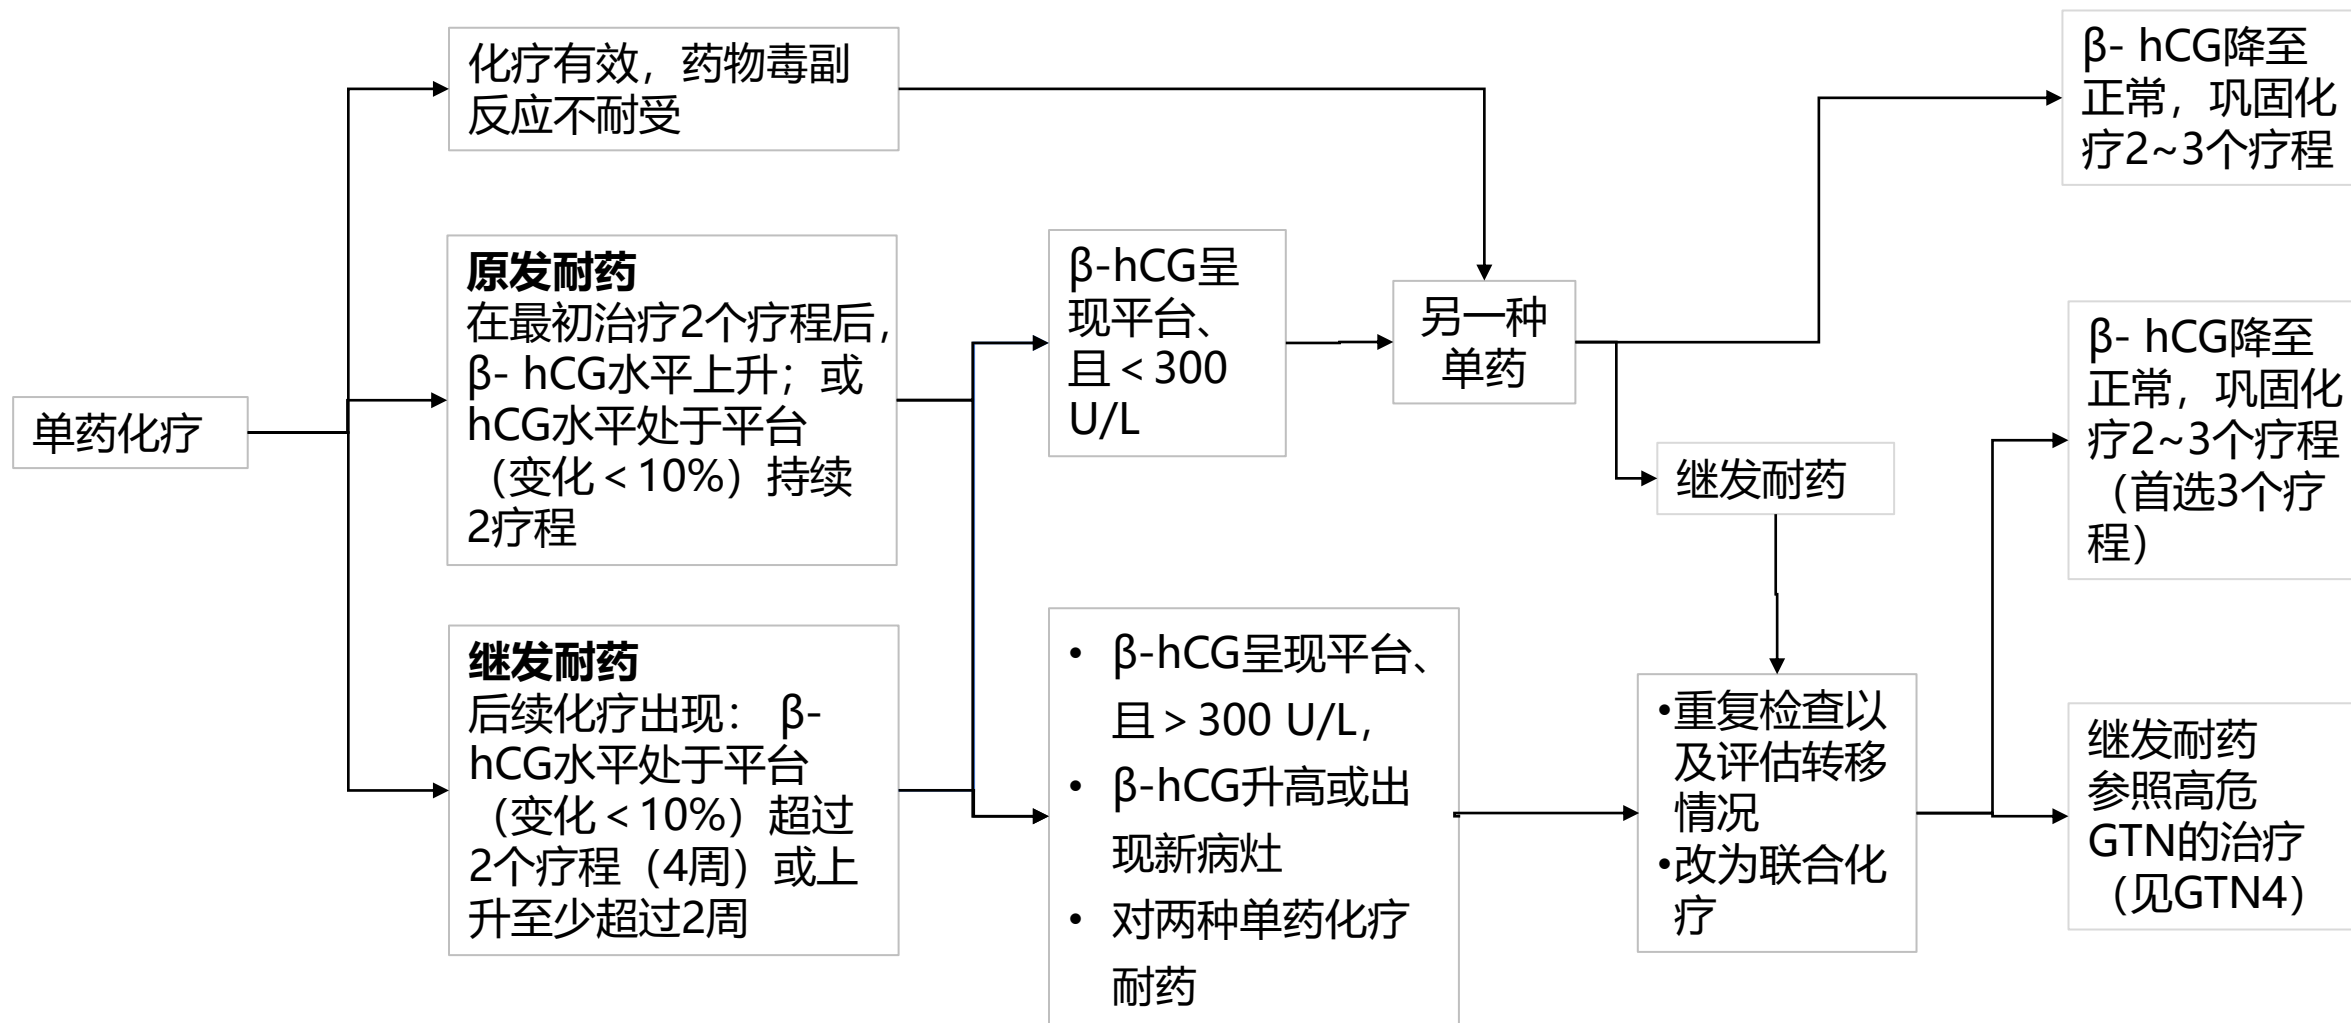 单药化疗
化疗有效，药物毒副
反应不耐受
原发耐药
在最初治疗2个疗程后，
β- hCG水平上升；或
hCG水平处于平台
（变化＜10%）持续
2疗程
继发耐药
后续化疗出现： β-
hCG水平处于平台
（变化＜10%）超过
2个疗程（4周）或上
升至少超过2周
β-hCG呈
现平台、
且＜300
U/L
• β-hCG呈现平台、
且＞300 U/L，
• β-hCG升高或出
现新病灶
• 对两种单药化疗
耐药
另一种
单药
继发耐药
•重复检查以
及评估转移
情况
•改为联合化
疗
β- hCG降至
正常，巩固化
疗2~3个疗程
β- hCG降至
正常，巩固化
疗2~3个疗程
（首选3个疗
程）
继发耐药
参照高危
GTN的治疗
（见GTN4）